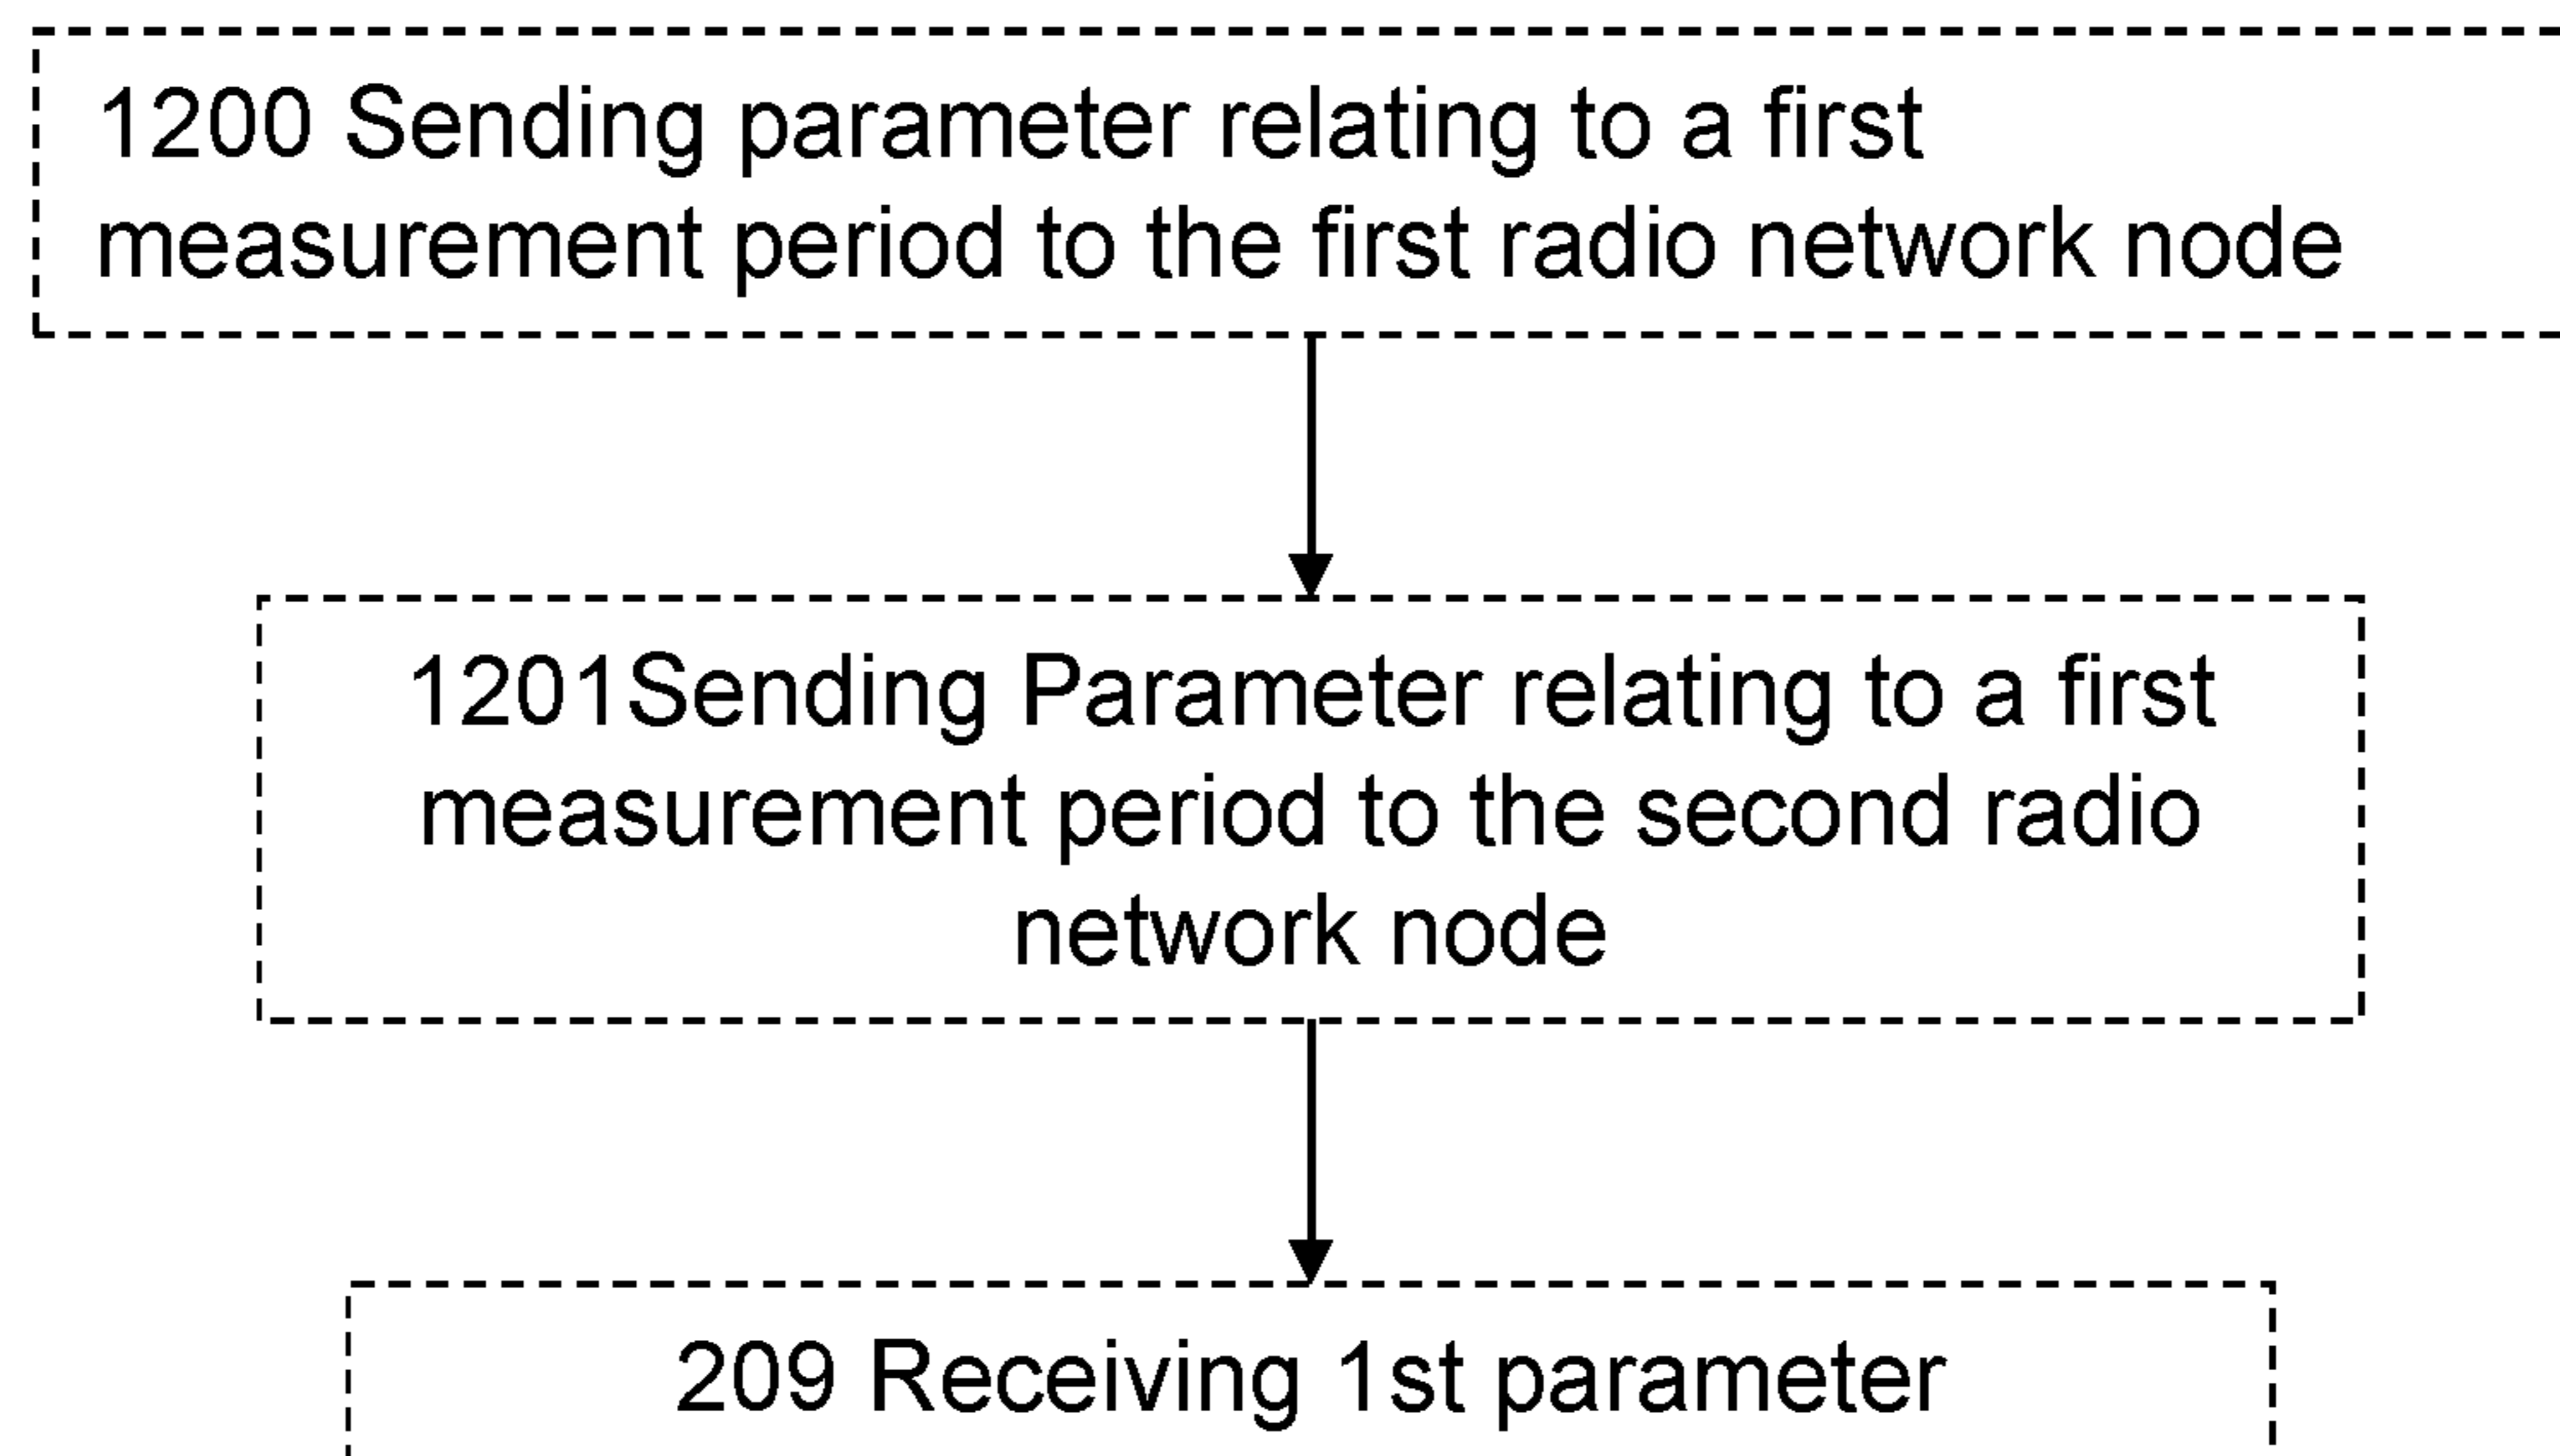 1200 Sending parameter relating to a first
measurement period to the first radio network node
1201Sending Parameter relating to a first
measurement period to the second radio
network node
209 Receiving 1st parameter